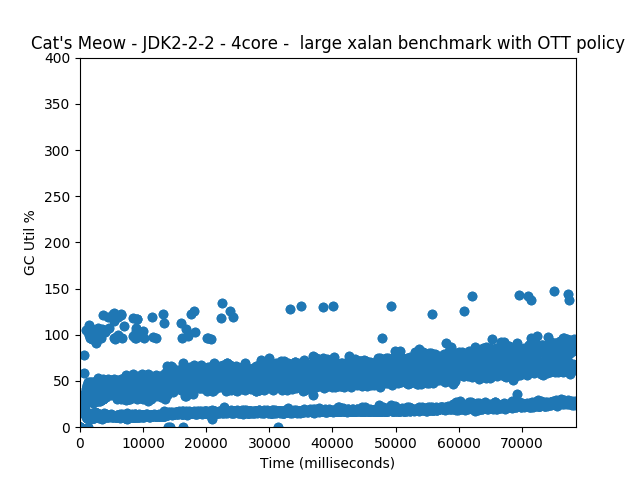 Cat's Meow - JDK2-2-2 - 4core -  large xalan benchmark with OTT policy
400
350
300
250
200
150
100
50
0
GC Util %
0 10000 20000 30000 40000 50000 60000 70000
Time (milliseconds)